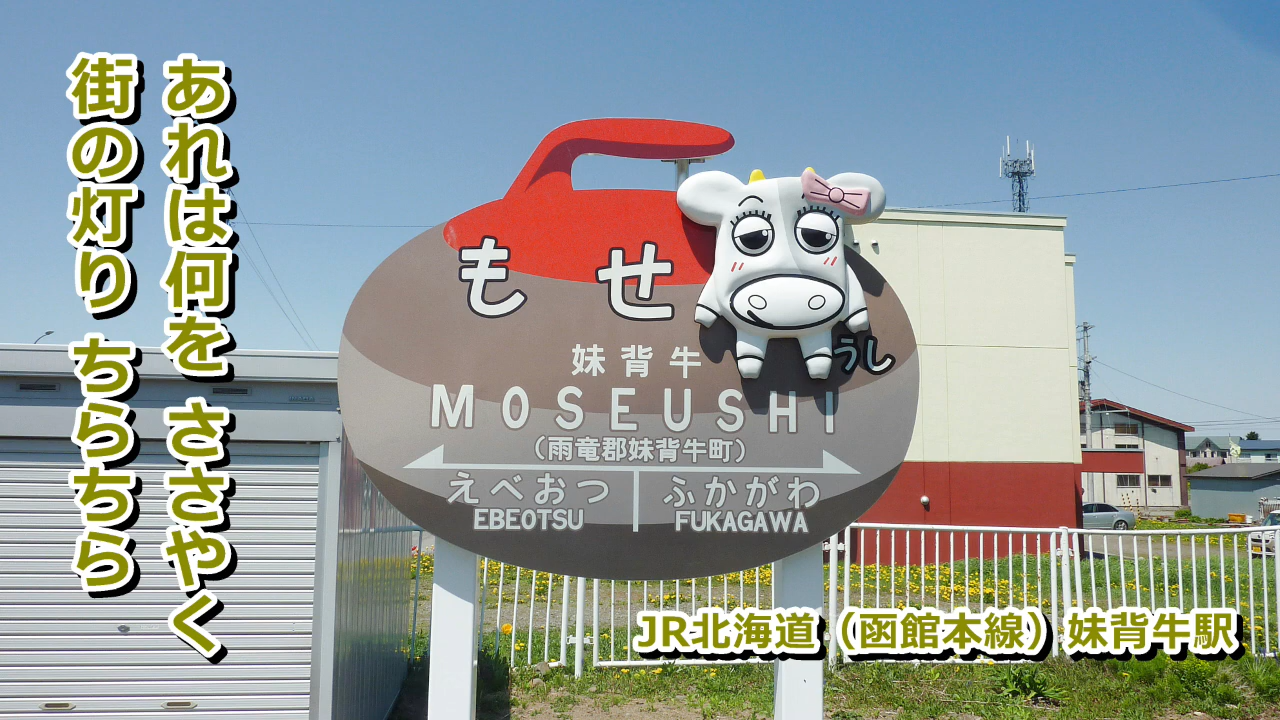 あれは何を ささやく
街の灯り ちらちら
もせ
うし
妹背牛
MOSEUSHI
(雨竜郡妹背牛町)
えべおつ ふかがわ
EBEOTSU FUKAGAWA
JR北海道（函館本線）妹背牛駅